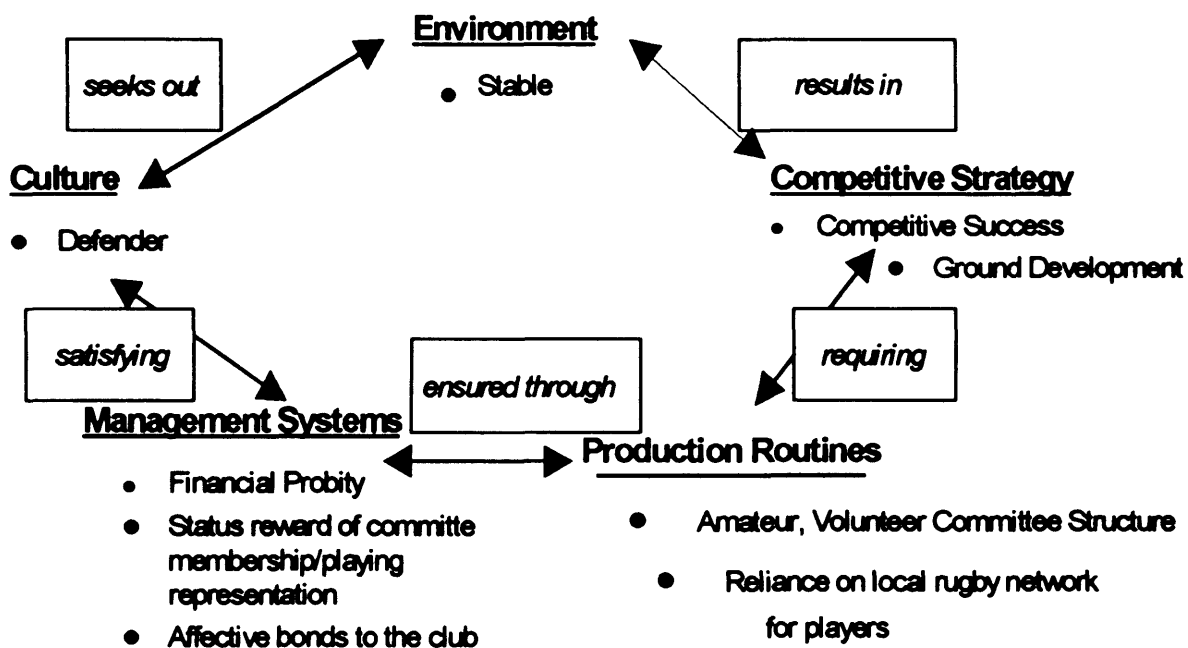 Environment
seeks out
Stable
results in
Culture
Competitive Strategy
Defender
Competitive Success
Ground Development
satisfying
ensured through
requiring
Management Systems
Production Routines
Financial Probity
Status reward of committe
membership/playing
representation
Affective bonds to the club
Amateur, Volunteer Committee Structure
Reliance on local rugby network
for players